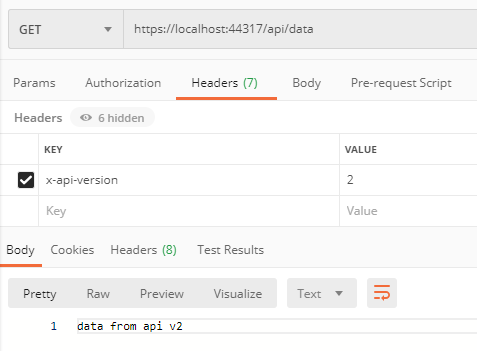 GET https://localhost:44317/api/data
Params Authorization Headers (7) Body Pre-request Script
Headers 6 hidden
KEY VALUE
x-api-version 2
Key Value
Body Cookies Headers (8) Test Results
Pretty Raw Preview Visualize Text
1 data from api v2